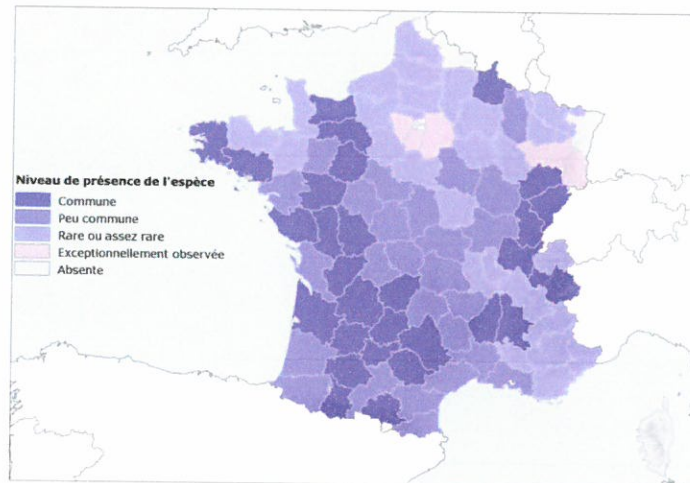 Niveau de présence de l'espèce
Commune
Peu commune
Rare ou assez rare
Exceptionnellement observée
Absente